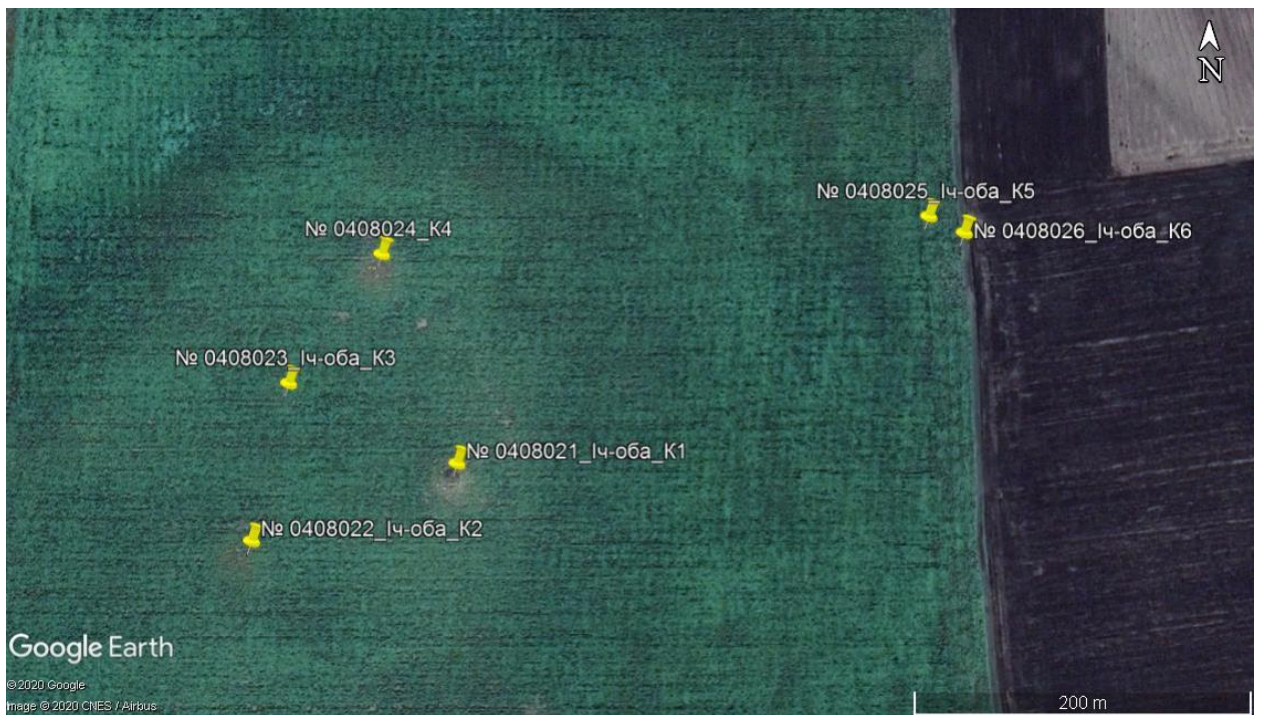 N
№ 0408025_Іч-оба_К5
№ 0408024_К4
№ 0408026_Іч-оба_К6
№ 0408023_Іч-оба_К3
№ 0408021_Іч-оба_К1
№ 0408022_Іч-оба_К2
Google Earth
©2020 Google
Image © 2020 CNES / Airbus
200 m